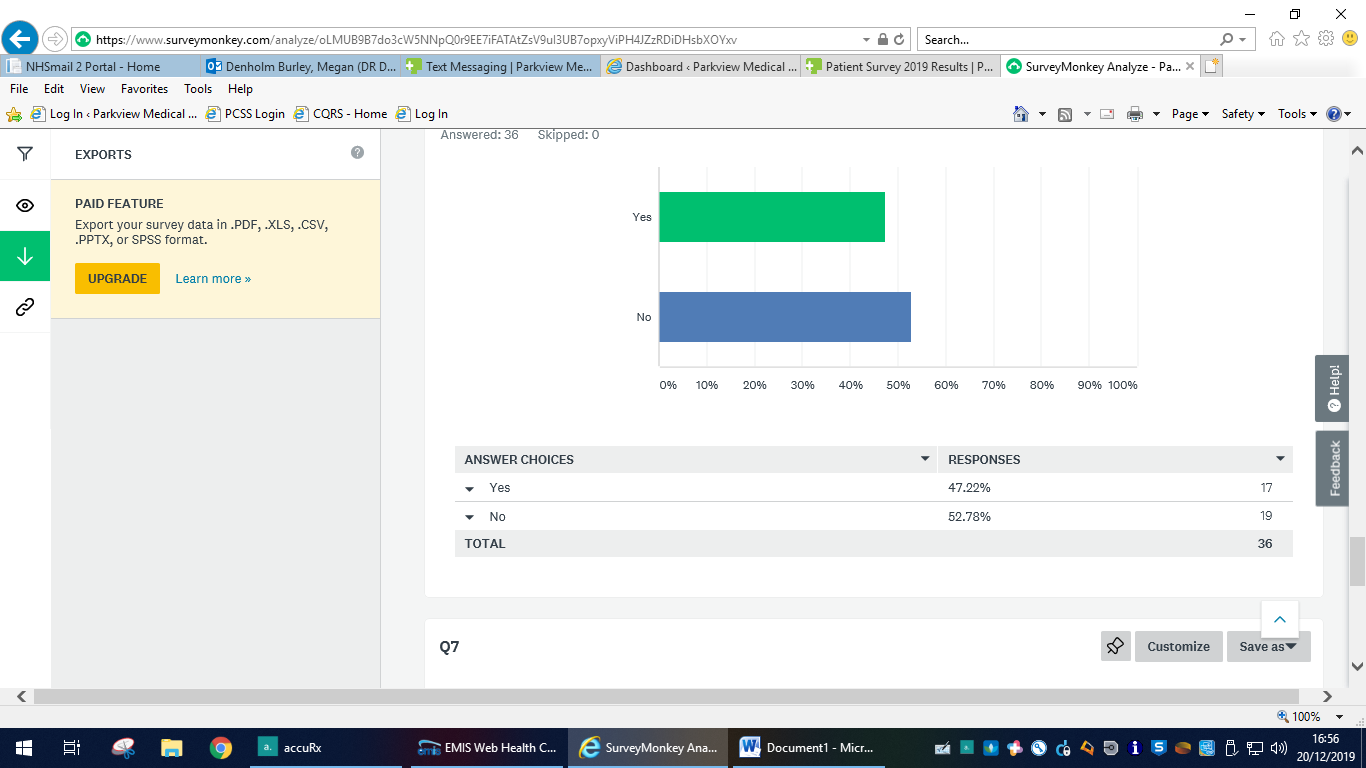 https://www.surveymonkey.com/analyze/oLMUB9B7do3cW5NNpQ0r9EE7iFATAtZsV9uI3UB7opxyViPH4JZzRDiDHsbXOYxv
Search...
NHSmail 2 Portal - Home
Denholm Burley, Megan (DR D...
Text Messaging | Parkview Me...
Dashboard ‹ Parkview Medical ...
Patient Survey 2019 Results | P...
SurveyMonkey Analyze - Pa...
File Edit View Favorites Tools Help
Log In ‹ Parkview Medical ...
PCSS Login
CQRS - Home
Log In
Page Safety Tools
Answered: 36 Skipped: 0
EXPORTS
PAID FEATURE
Export your survey data in .PDF, .XLS, .CSV,
.PPTX, or SPSS format.
UPGRADE Learn more »
Yes
No
0% 10% 20% 30% 40% 50% 60% 70% 80% 90% 100%
Help!
Feedback
ANSWER CHOICES RESPONSES
Yes 47.22% 17
No 52.78% 19
TOTAL 36
Q7
Customize Save as
100%
a. accuRx
emis EMIS Web Health C...
SurveyMonkey Ana...
Document1 - Micr...
16:56
20/12/2019